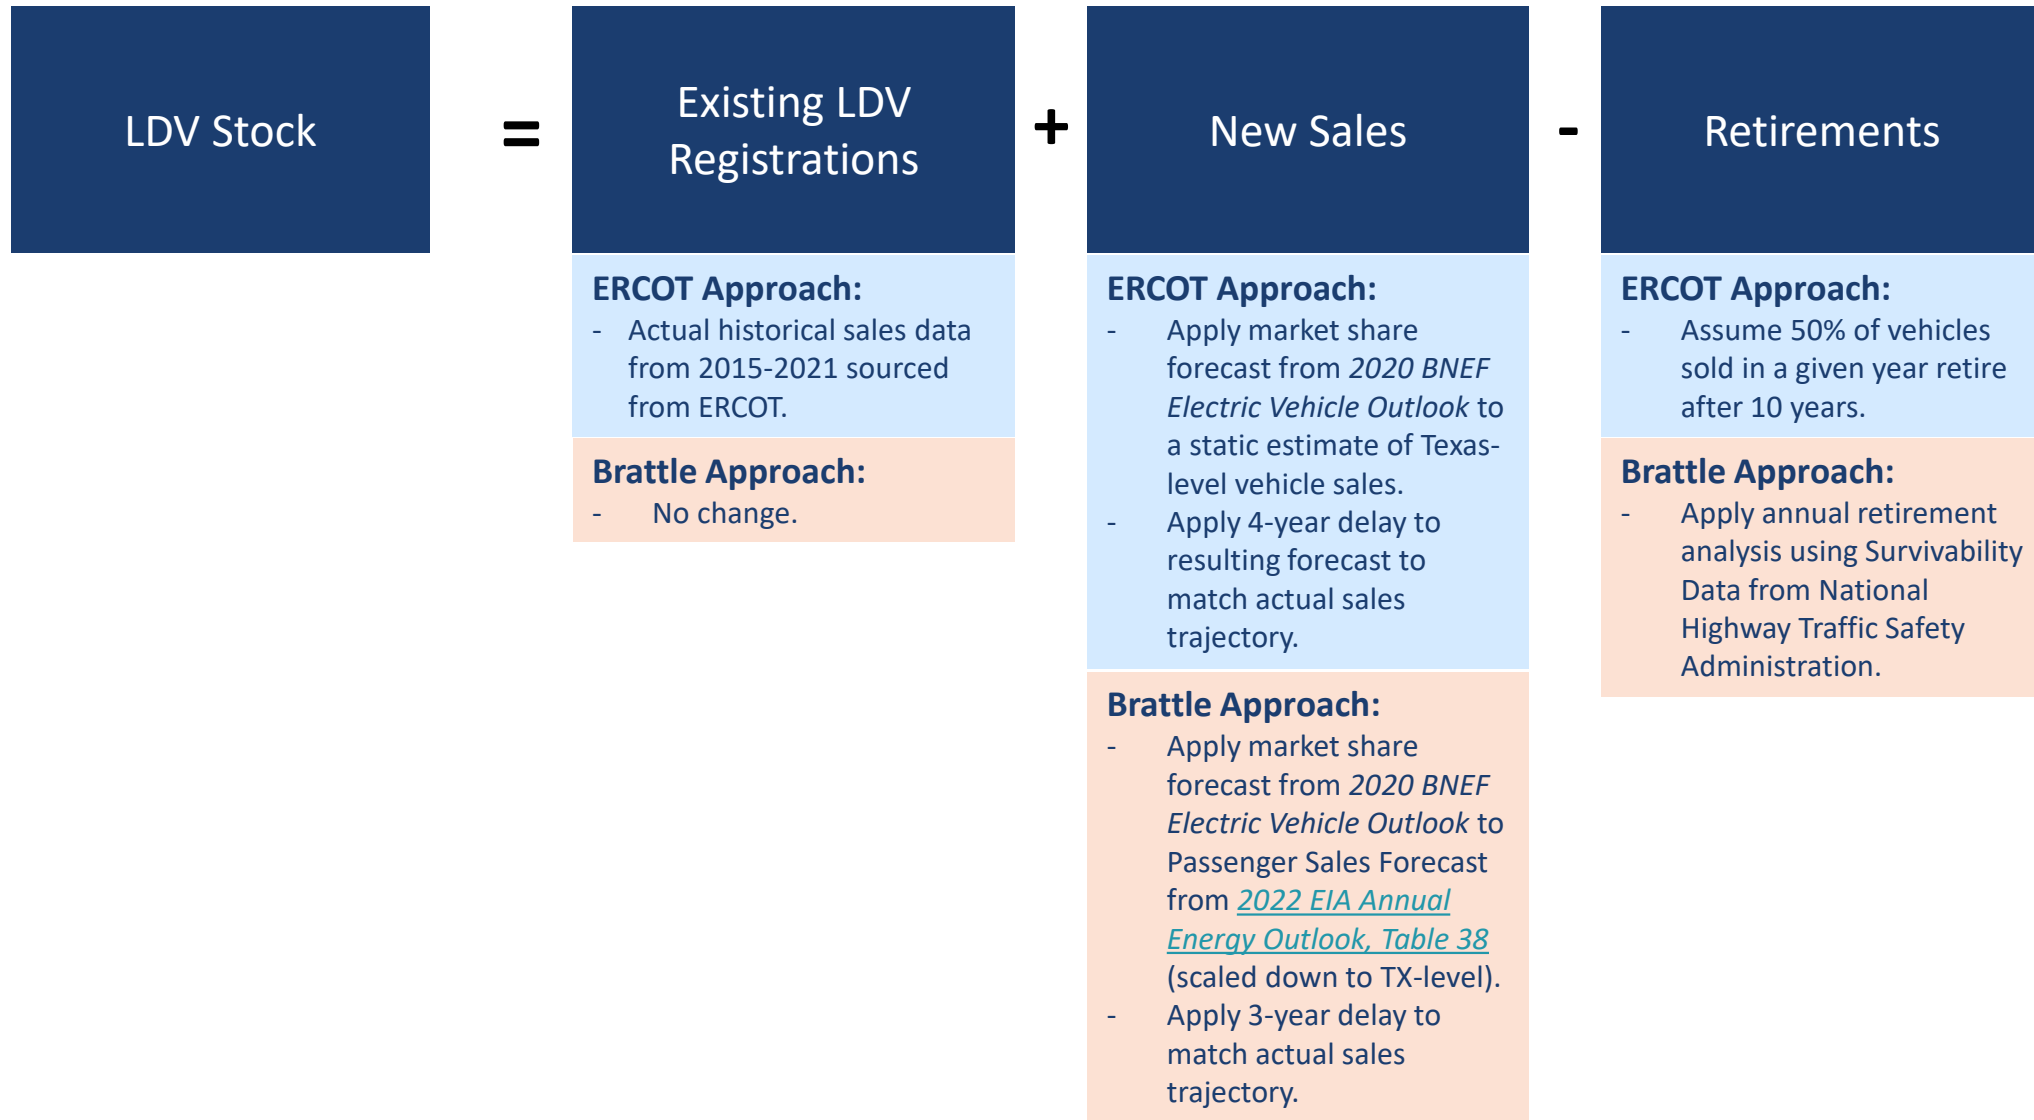 LDV Stock
=
Existing LDV
Registrations
+
New Sales
-
Retirements
ERCOT Approach:
- Actual historical sales data
from 2015-2021 sourced
from ERCOT.
Brattle Approach:
- No change.
ERCOT Approach:
- Apply market share
forecast from 2020 BNEF
Electric Vehicle Outlook to
a static estimate of Texas-
level vehicle sales.
- Apply 4-year delay to
resulting forecast to
match actual sales
trajectory.
Brattle Approach:
- Apply market share
forecast from 2020 BNEF
Electric Vehicle Outlook to
Passenger Sales Forecast
from 2022 EIA Annual
Energy Outlook, Table 38
(scaled down to TX-level).
- Apply 3-year delay to
match actual sales
trajectory.
ERCOT Approach:
- Assume 50% of vehicles
sold in a given year retire
after 10 years.
Brattle Approach:
- Apply annual retirement
analysis using Survivability
Data from National
Highway Traffic Safety
Administration.